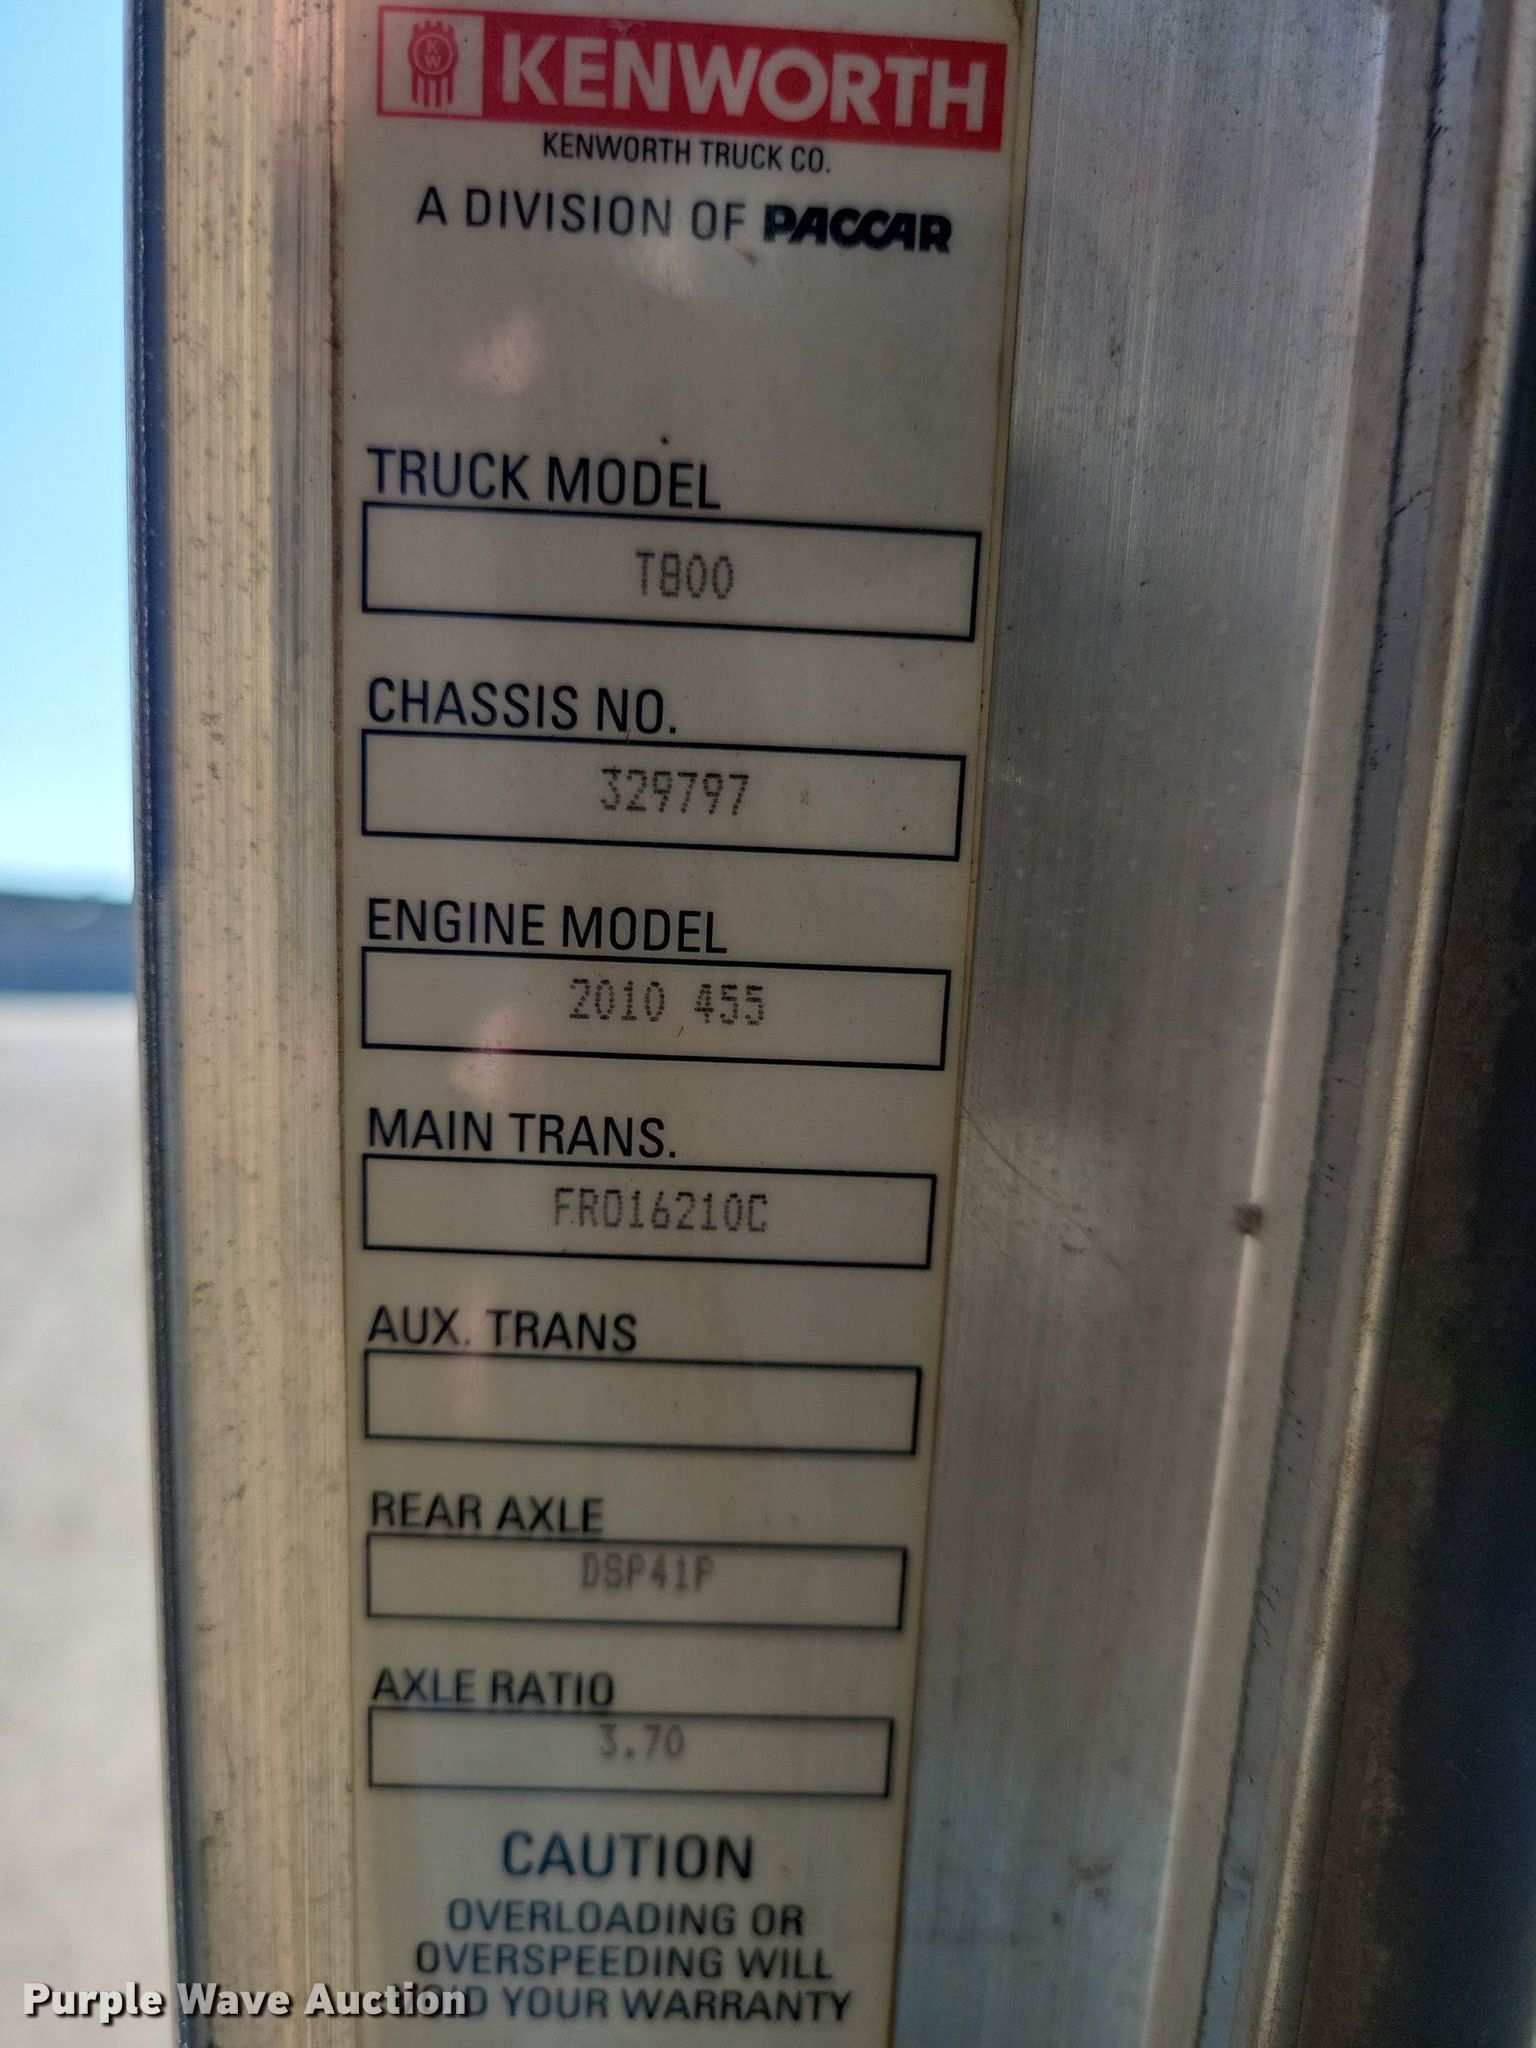 KW
KENWORTH
KENWORTH TRUCK CO.
A DIVISION OF PACCAR
TRUCK MODEL
T800
CHASSIS NO.
329797
ENGINE MODEL
2010 455
MAIN TRANS.
FRO16210C
AUX. TRANS
REAR AXLE
DSP41P
AXLE RATIO
3.70
CAUTION
OVERLOADING OR
OVERSPEEDING WILL
YOUR WARRANTY
Purple Wave Auction